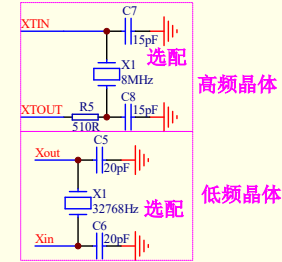 C7
XTIN
15pF
选配
X1
8MHz
高频晶体
C8
R5
XTOUT
15pF
510R
C5
Xout
20pF
X1
32768Hz
选配
低频晶体
C6
Xin
20pF